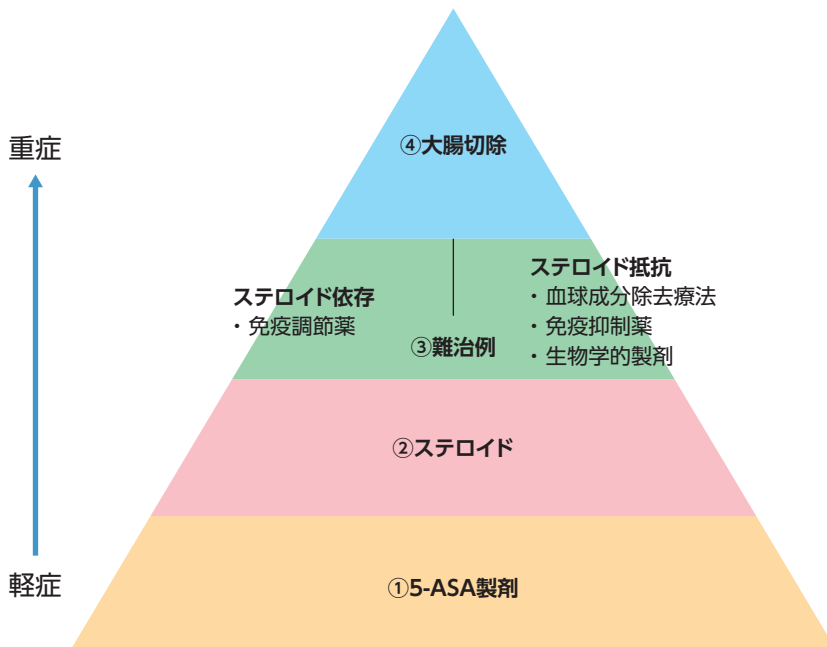 重症
④大腸切除
ステロイド依存
・免疫調節薬
ステロイド抵抗
・血球成分除去療法
・免疫抑制薬
・生物学的製剤
③難治例
②ステロイド
軽症
①5-ASA製剤